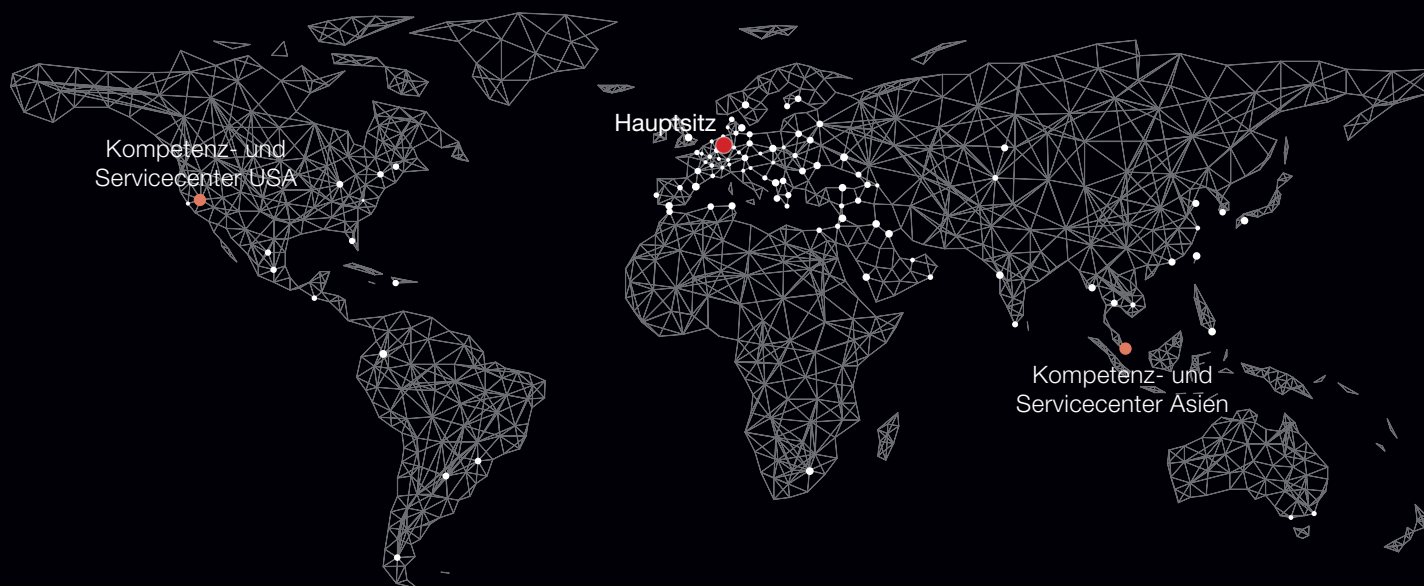 Hauptsitz
Kompetenz- und
Servicecenter USA
Kompetenz- und
Servicecenter Asien